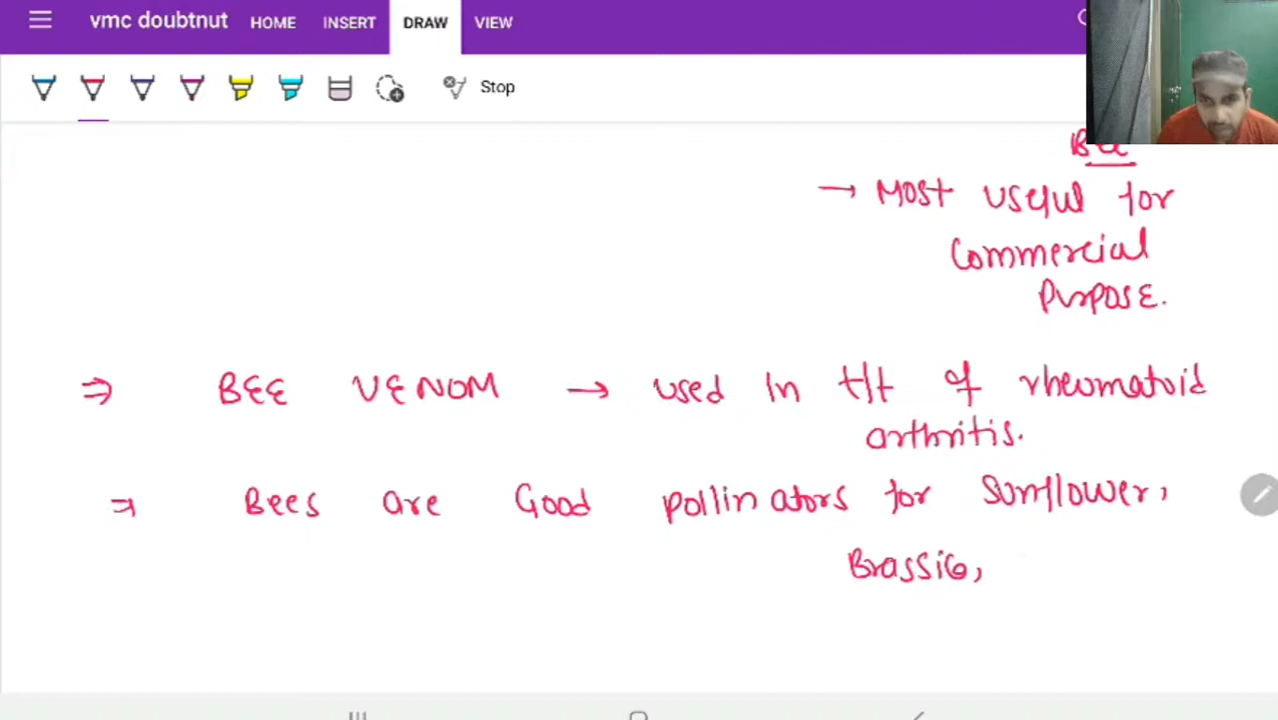 vmc doubtnut HOME INSERT DRAW VIEW
Stop
BEE
→ MOST useful for
Commercial
Purpose.
⇒ BEE VENOM → used in t/t of rheumatoid
arthritis.
⇒ Bees are Good pollinators for Sunflower,
Brassica,